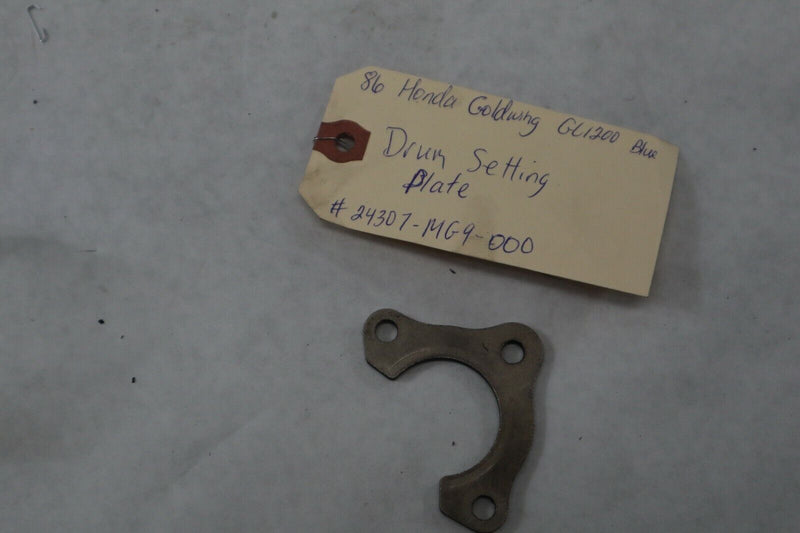 86 Honda Goldwing GL1200 Blue
Drum Setting
Plate
# 24307-MG9-000